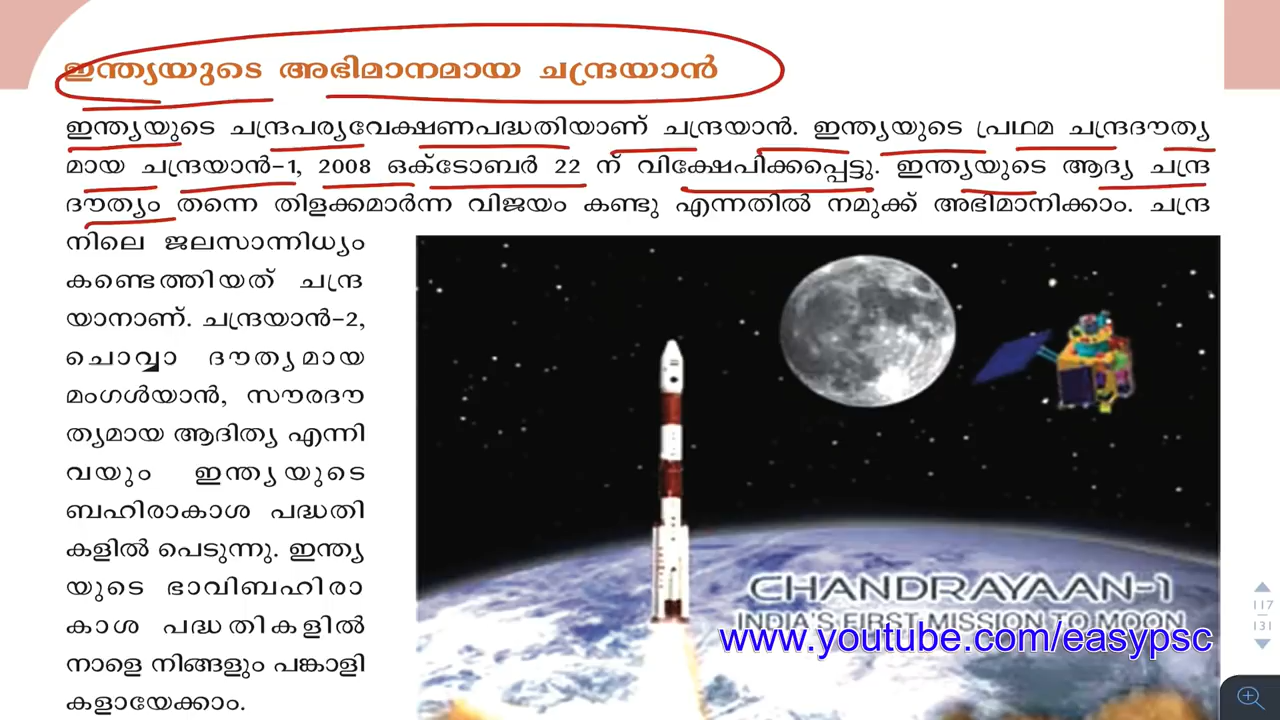 ഇന്ത്യയുടെ അഭിമാനമായ ചന്ദ്രയാൻ
ഇന്ത്യയുടെ ചന്ദ്രപര്യവേക്ഷണപദ്ധതിയാണ് ചന്ദ്രയാൻ. ഇന്ത്യയുടെ പ്രഥമ ചന്ദ്രദൗത്യ
മായ ചന്ദ്രയാൻ-1, 2008 ഒക്ടോബർ 22 ന് വിക്ഷേപിക്കപ്പെട്ടു. ഇന്ത്യയുടെ ആദ്യ ചന്ദ്ര
ദൗത്യം തന്നെ തിളക്കമാർന്ന വിജയം കണ്ടു എന്നതിൽ നമുക്ക് അഭിമാനിക്കാം. ചന്ദ്ര
നിലെ ജലസാന്നിധ്യം
കണ്ടെത്തിയത് ചന്ദ്ര
യാനാണ്. ചന്ദ്രയാൻ-2,
ചൊവ്വാ ദൗത്യമായ
മംഗൾയാൻ, സൗരദൗ
ത്യമായ ആദിത്യ എന്നി
വയും ഇന്ത്യയുടെ
ബഹിരാകാശ പദ്ധതി
കളിൽ പെടുന്നു. ഇന്ത്യ
യുടെ ഭാവിബഹിരാ
കാശ പദ്ധതികളിൽ
നാളെ നിങ്ങളും പങ്കാളി
കളായേക്കാം.
CHANDRAYAAN-1
INDIA'S FIRST MISSION TO MOON
www.youtube.com/easypsc
117
131